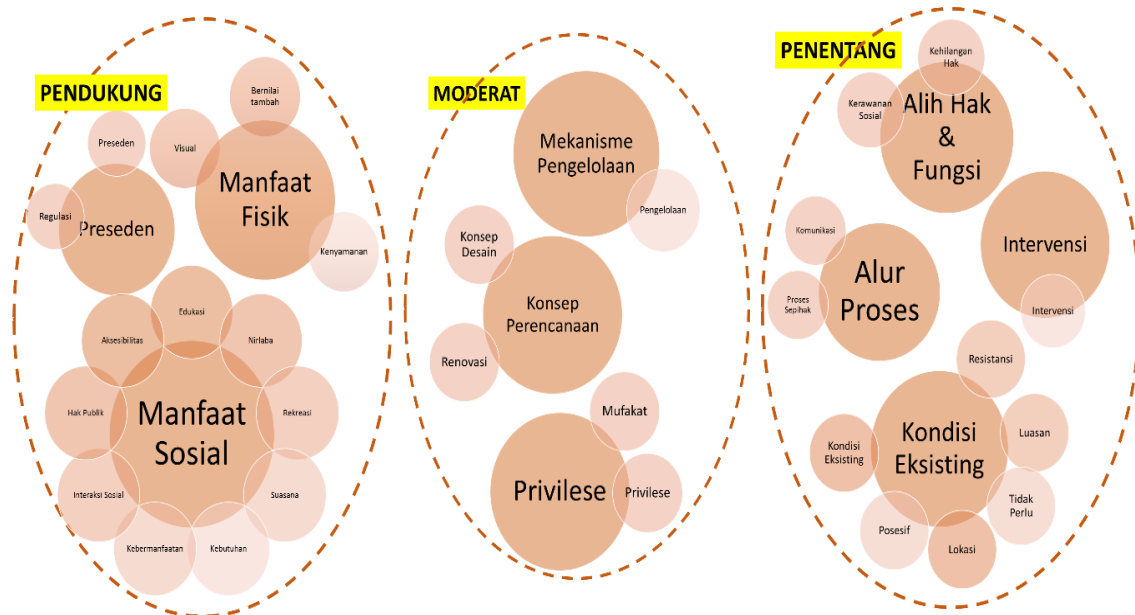 PENDUKUNG
Bernilai
tambah
Preseden
Visual
Manfaat
Fisik
Regulasi
Preseden
Kenyamanan
Edukasi
Aksesibilitas
Nirlaba
Hak Publik
Manfaat
Sosial
Rekreasi
Interaksi Sosial
Suasana
Kebermanfaatan
Kebutuhan
MODERAT
Mekanisme
Pengelolaan
Pengelolaan
Konsep
Desain
Konsep
Perencanaan
Renovasi
Mufakat
Privilese
Privilese
PENENTANG
Kehilangan
Hak
Kerawanan
Sosial
Alih Hak
&
Fungsi
Komunikasi
Intervensi
Alur
Proses
Proses
Sepihak
Intervensi
Resistansi
Kondisi
Eksisting
Luasan
Kondisi
Eksisting
Tidak
Perlu
Posesif
Lokasi